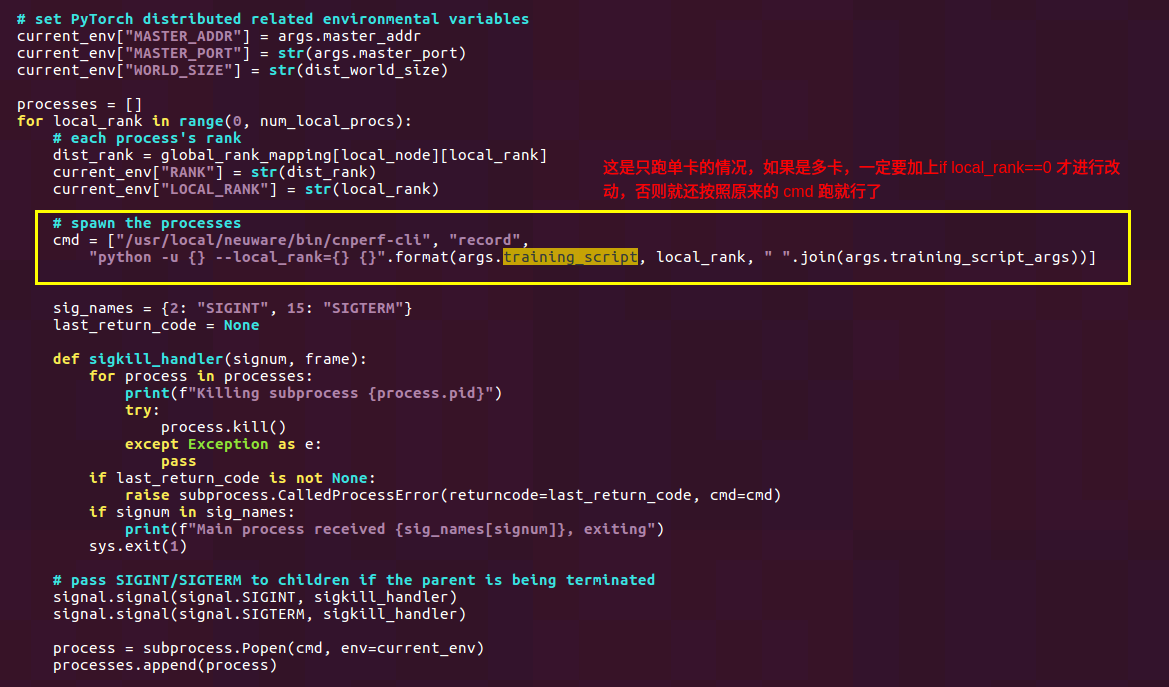 # set PyTorch distributed related environmental variables
current_env["MASTER_ADDR"] = args.master_addr
current_env["MASTER_PORT"] = str(args.master_port)
current_env["WORLD_SIZE"] = str(dist_world_size)

processes = []
for local_rank in range(0, num_local_procs):
    # each process's rank
    dist_rank = global_rank_mapping[local_node][local_rank]
    current_env["RANK"] = str(dist_rank)
    current_env["LOCAL_RANK"] = str(local_rank)
这是只跑单卡的情况，如果是多卡，一定要加上if local_rank==0 才进行改
动，否则就还按照原来的 cmd 跑就行了

    # spawn the processes
    cmd = ["/usr/local/neuware/bin/cnperf-cli", "record",
        "python -u {} --local_rank={} {}".format(args.training_script, local_rank, " ".join(args.training_script_args))]

    sig_names = {2: "SIGINT", 15: "SIGTERM"}
    last_return_code = None

    def sigkill_handler(signum, frame):
        for process in processes:
            print(f"Killing subprocess {process.pid}")
            try:
                process.kill()
            except Exception as e:
                pass
        if last_return_code is not None:
            raise subprocess.CalledProcessError(returncode=last_return_code, cmd=cmd)
        if signum in sig_names:
            print(f"Main process received {sig_names[signum]}, exiting")
        sys.exit(1)

    # pass SIGINT/SIGTERM to children if the parent is being terminated
    signal.signal(signal.SIGINT, sigkill_handler)
    signal.signal(signal.SIGTERM, sigkill_handler)

    process = subprocess.Popen(cmd, env=current_env)
    processes.append(process)